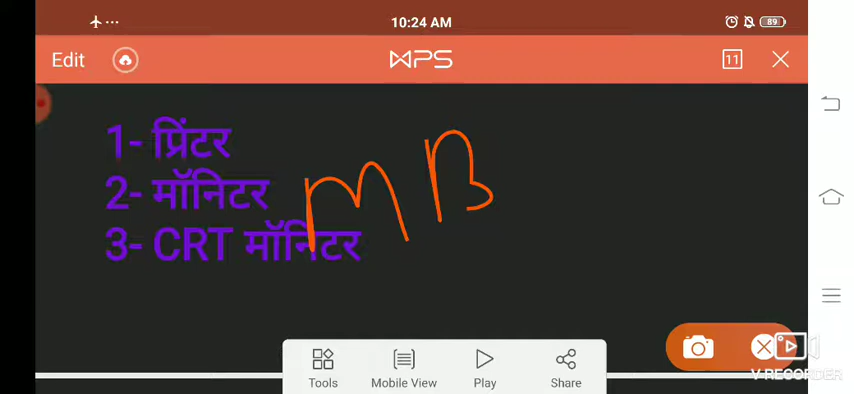 10:24 AM
89
Edit
WPS
11
1- प्रिंटर
2- मॉनिटर
3- CRT मॉनिटर
MB
Tools
Mobile View
Play
Share
V RECORDER